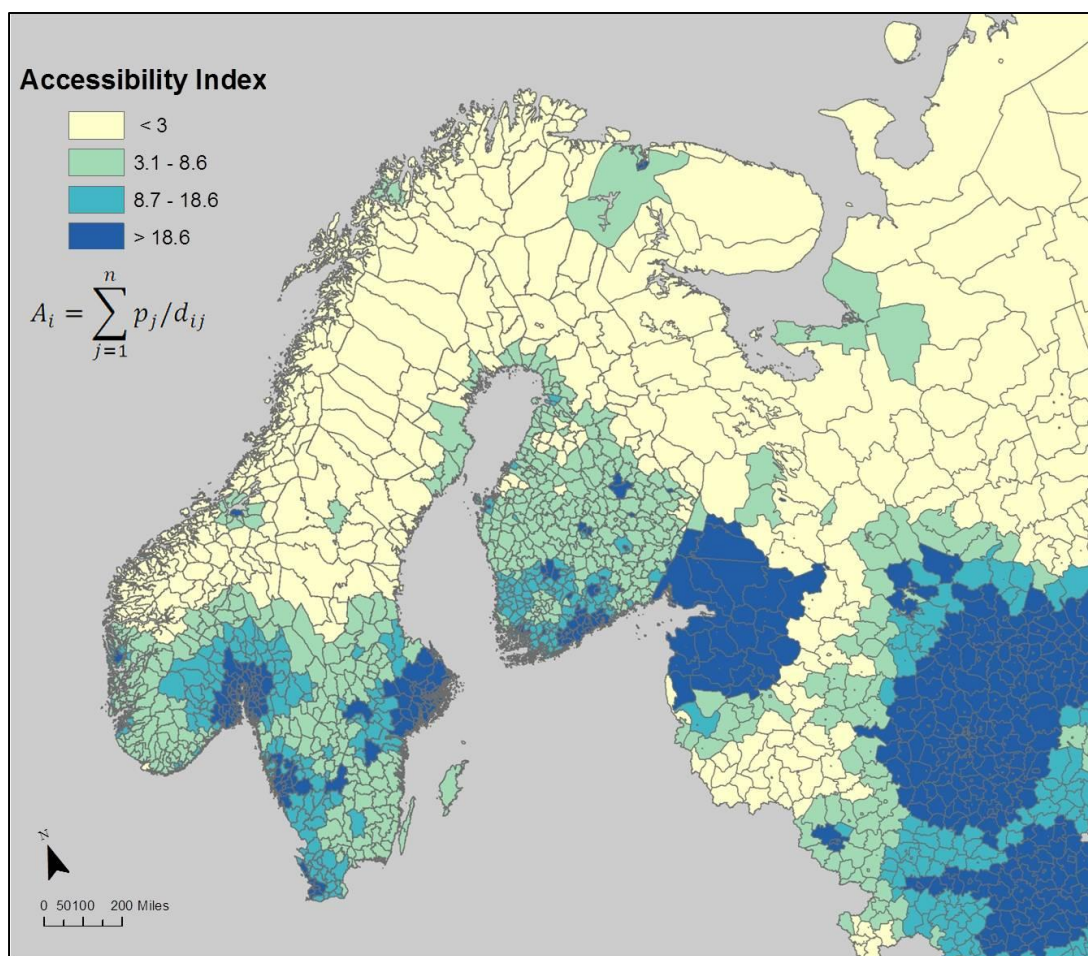 Accessibility Index
< 3
3.1 - 8.6
8.7 - 18.6
> 18.6
n
A_i = ∑ p_j/d_ij
j=1
N
0 50100 200 Miles